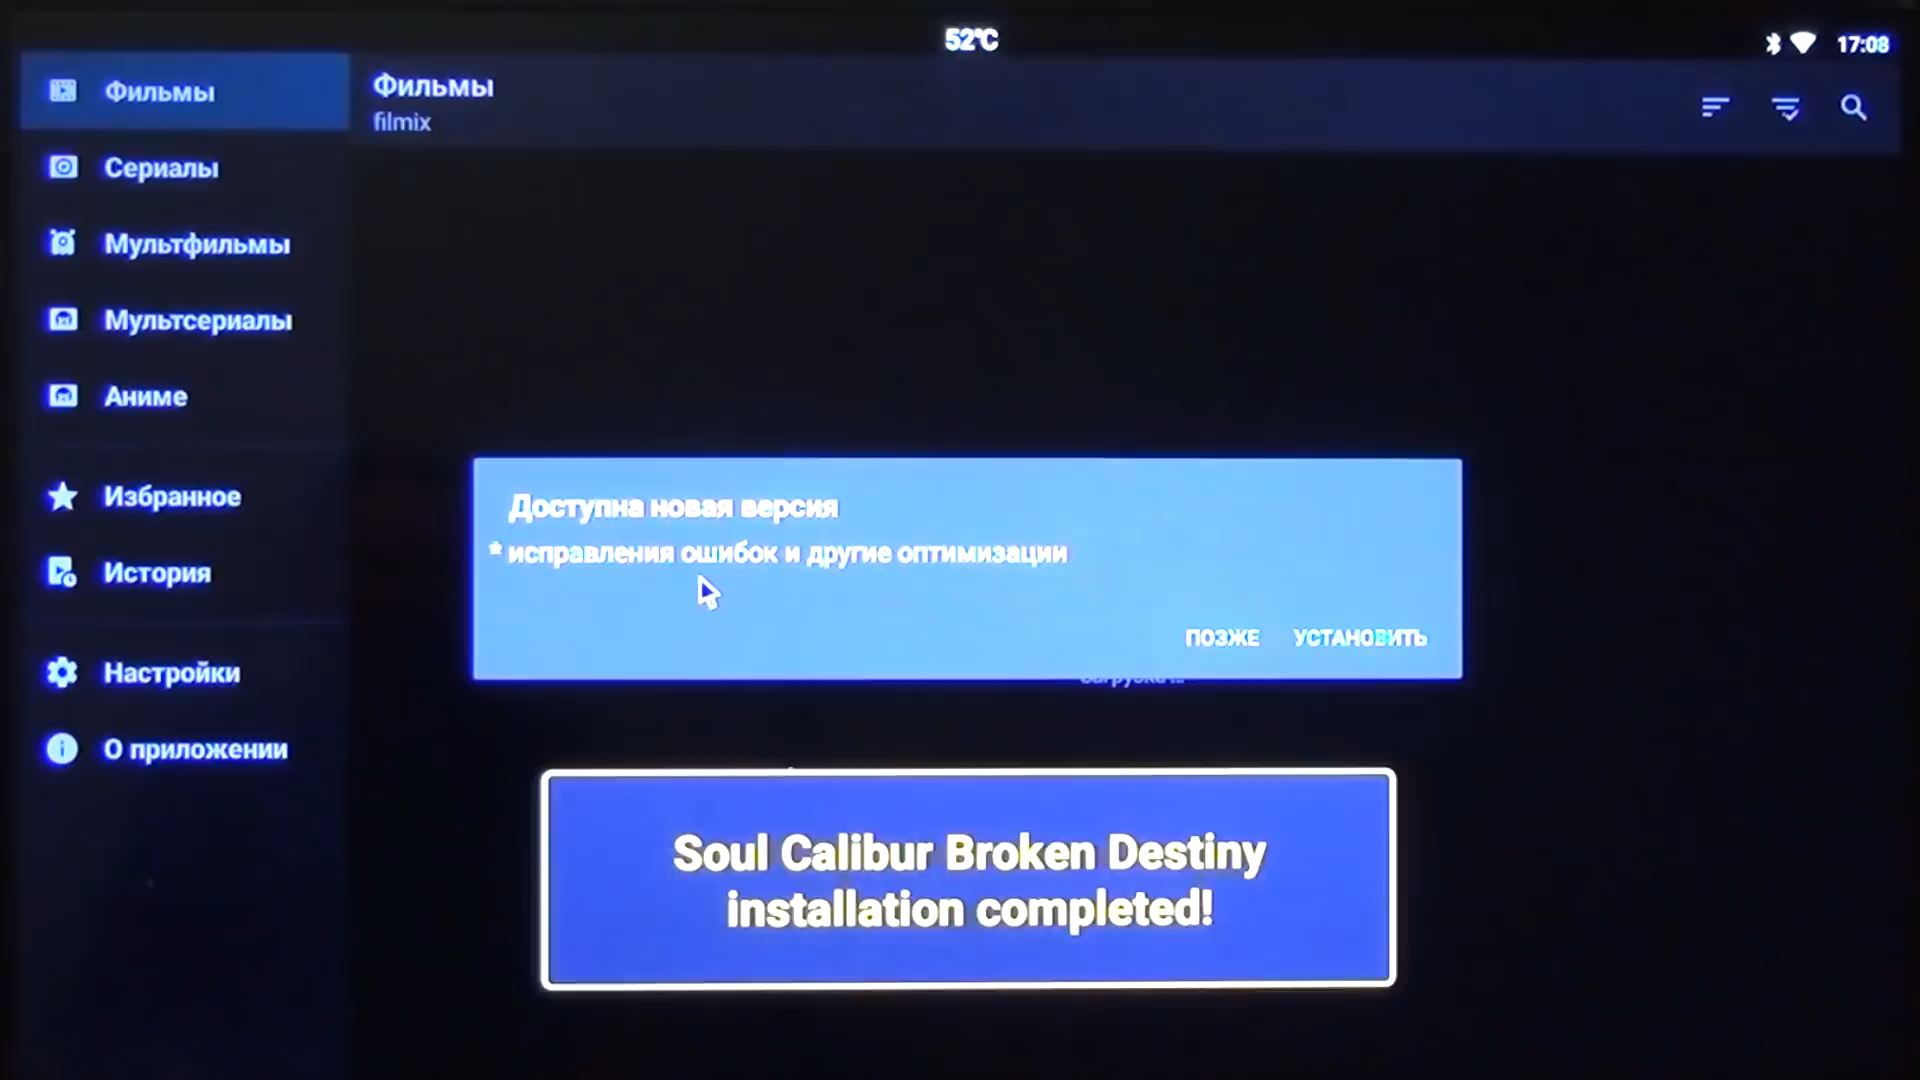 52°C
17:08
Фильмы
Сериалы
Мультфильмы
Мультсериалы
Аниме
Избранное
История
Настройки
О приложении
Фильмы
filmix
Доступна новая версия
* исправления ошибок и другие оптимизации
ПОЗЖЕ УСТАНОВИТЬ
Загрузка ...
Soul Calibur Broken Destiny
installation completed!